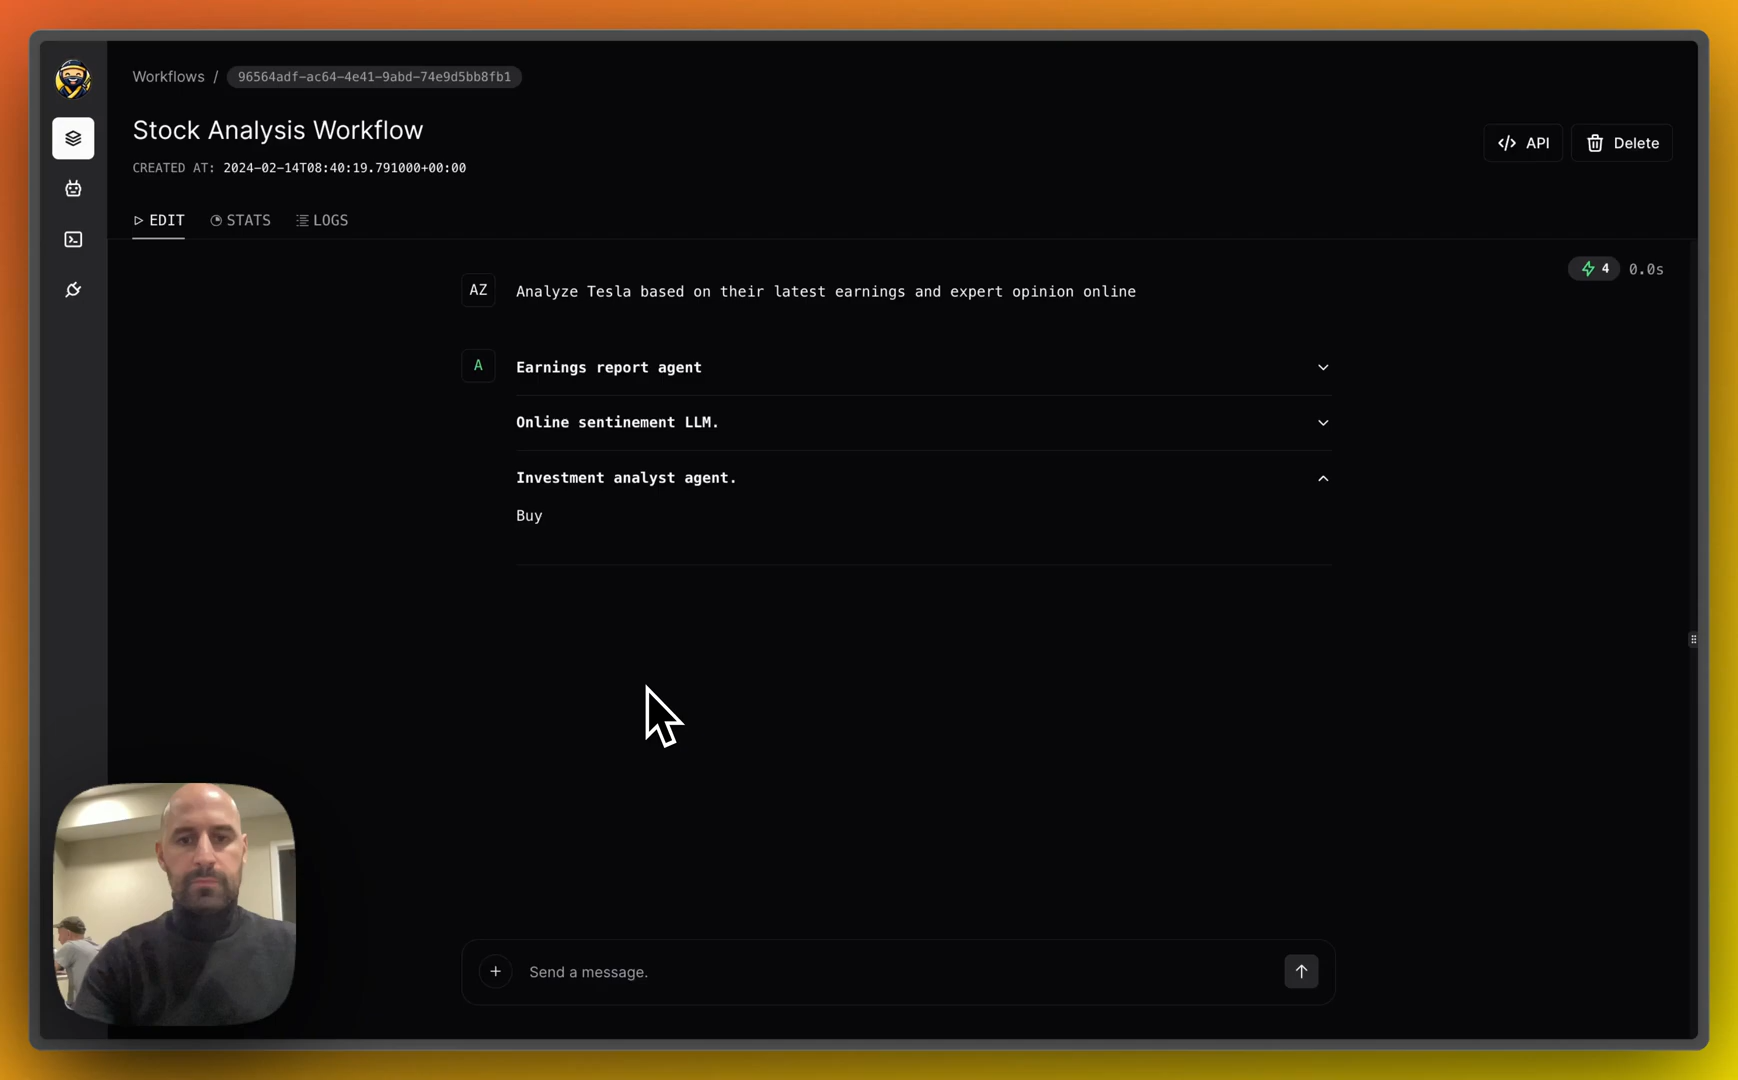 Workflows / 96564adf-ac64-4e41-9abd-74e9d5bb8fb1
Stock Analysis Workflow
API
Delete
CREATED AT: 2024-02-14T08:40:19.791000+00:00
EDIT STATS LOGS
4 0.0s
AZ Analyze Tesla based on their latest earnings and expert opinion online
A Earnings report agent
Online sentinement LLM.
Investment analyst agent.
Buy
Send a message.